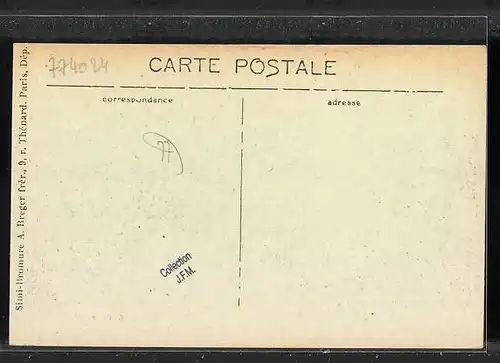 774024
CARTE POSTALE
correspondance
adresse
77
Collection
J.F.M.
Simi-Bromure A. Breger frèr., 9, r. Thénard. Paris, Dép.